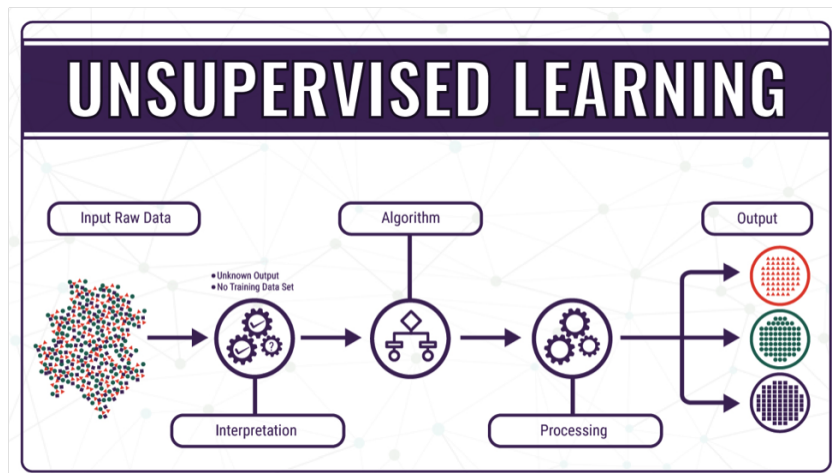 UNSUPERVISED LEARNING
Input Raw Data
Algorithm
Output
• Unknown Output
• No Training Data Set
?
Interpretation
Processing